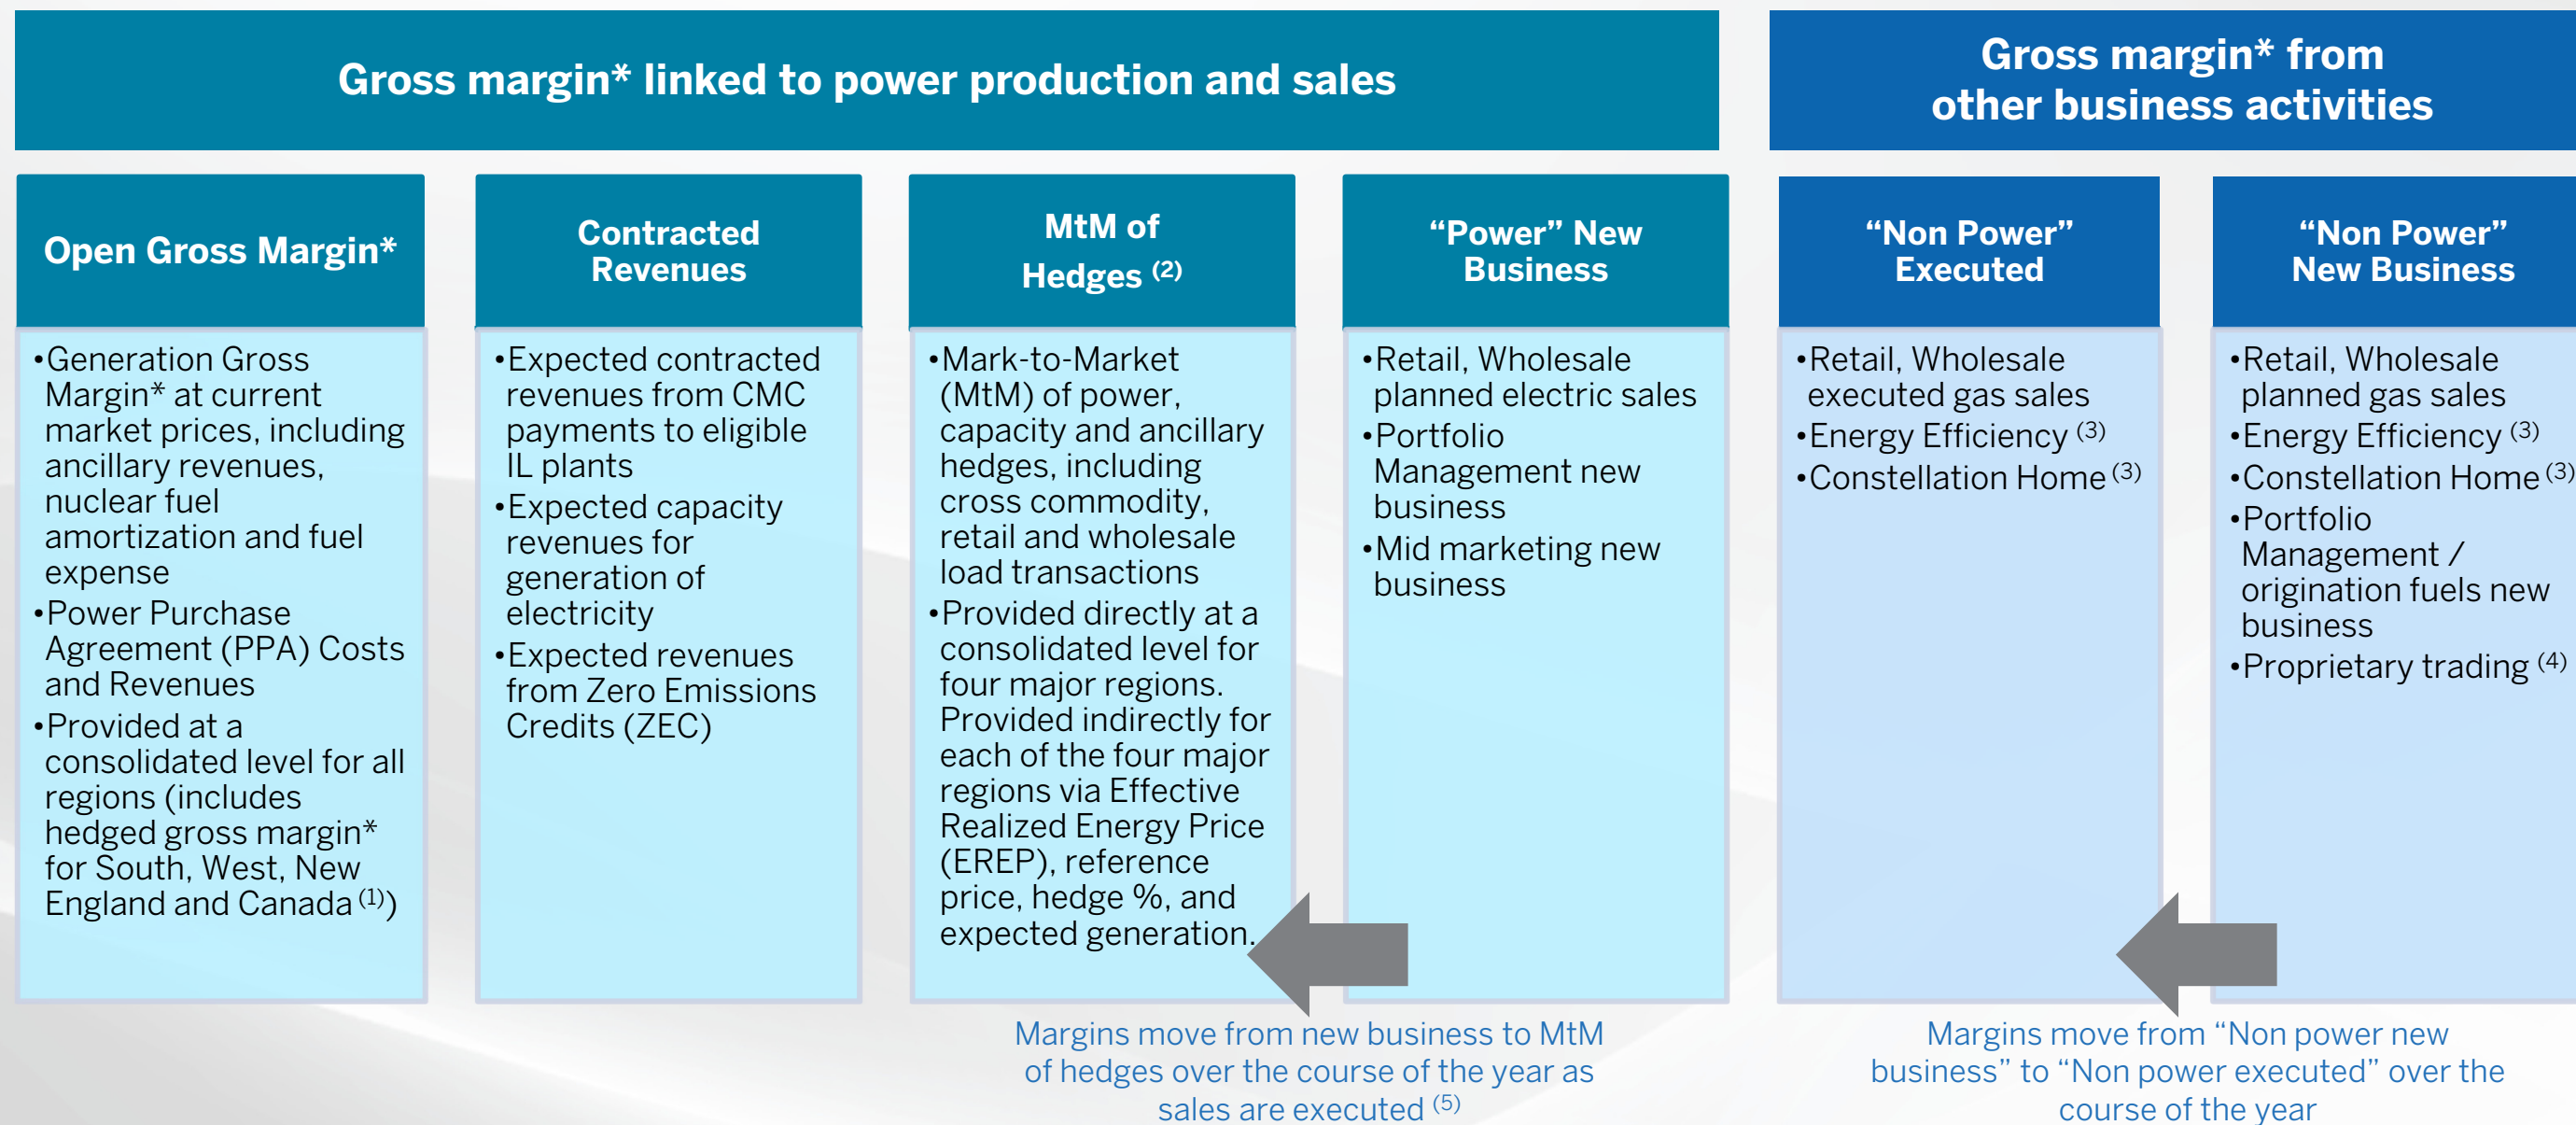 Gross margin* linked to power production and sales
Gross margin* from
other business activities
Open Gross Margin*
•Generation Gross
Margin* at current
market prices, including
ancillary revenues,
nuclear fuel
amortization and fuel
expense
•Power Purchase
Agreement (PPA) Costs
and Revenues
•Provided at a
consolidated level for all
regions (includes
hedged gross margin*
for South, West, New
England and Canada (1))
Contracted
Revenues
•Expected contracted
revenues from CMC
payments to eligible
IL plants
•Expected capacity
revenues for
generation of
electricity
•Expected revenues
from Zero Emissions
Credits (ZEC)
MtM of
Hedges (2)
•Mark-to-Market
(MtM) of power,
capacity and ancillary
hedges, including
cross commodity,
retail and wholesale
load transactions
•Provided directly at a
consolidated level for
four major regions.
Provided indirectly for
each of the four major
regions via Effective
Realized Energy Price
(EREP), reference
price, hedge %, and
expected generation.
“Power” New
Business
•Retail, Wholesale
planned electric sales
•Portfolio
Management new
business
•Mid marketing new
business
Margins move from new business to MtM
of hedges over the course of the year as
sales are executed (5)
“Non Power”
Executed
•Retail, Wholesale
executed gas sales
•Energy Efficiency (3)
•Constellation Home (3)
“Non Power”
New Business
•Retail, Wholesale
planned gas sales
•Energy Efficiency (3)
•Constellation Home (3)
•Portfolio
Management /
origination fuels new
business
•Proprietary trading (4)
Margins move from “Non power new
business” to “Non power executed” over the
course of the year